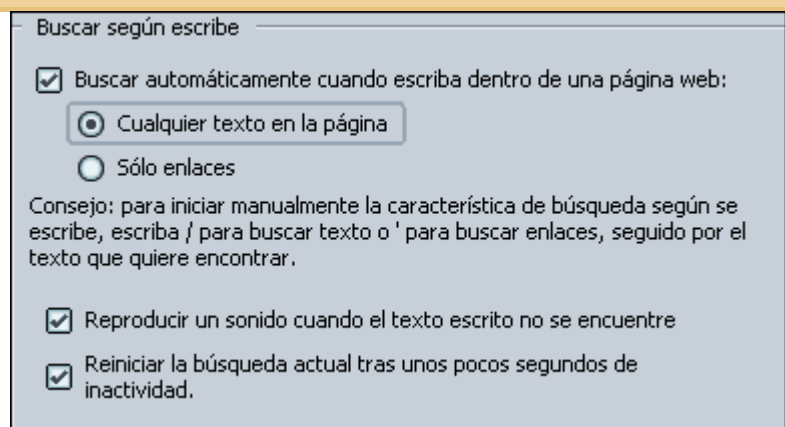 Buscar según escribe
Buscar automáticamente cuando escriba dentro de una página web:
Cualquier texto en la página
Sólo enlaces
Consejo: para iniciar manualmente la característica de búsqueda según se
escribe, escriba / para buscar texto o ' para buscar enlaces, seguido por el
texto que quiere encontrar.
Reproducir un sonido cuando el texto escrito no se encuentre
Reiniciar la búsqueda actual tras unos pocos segundos de
inactividad.